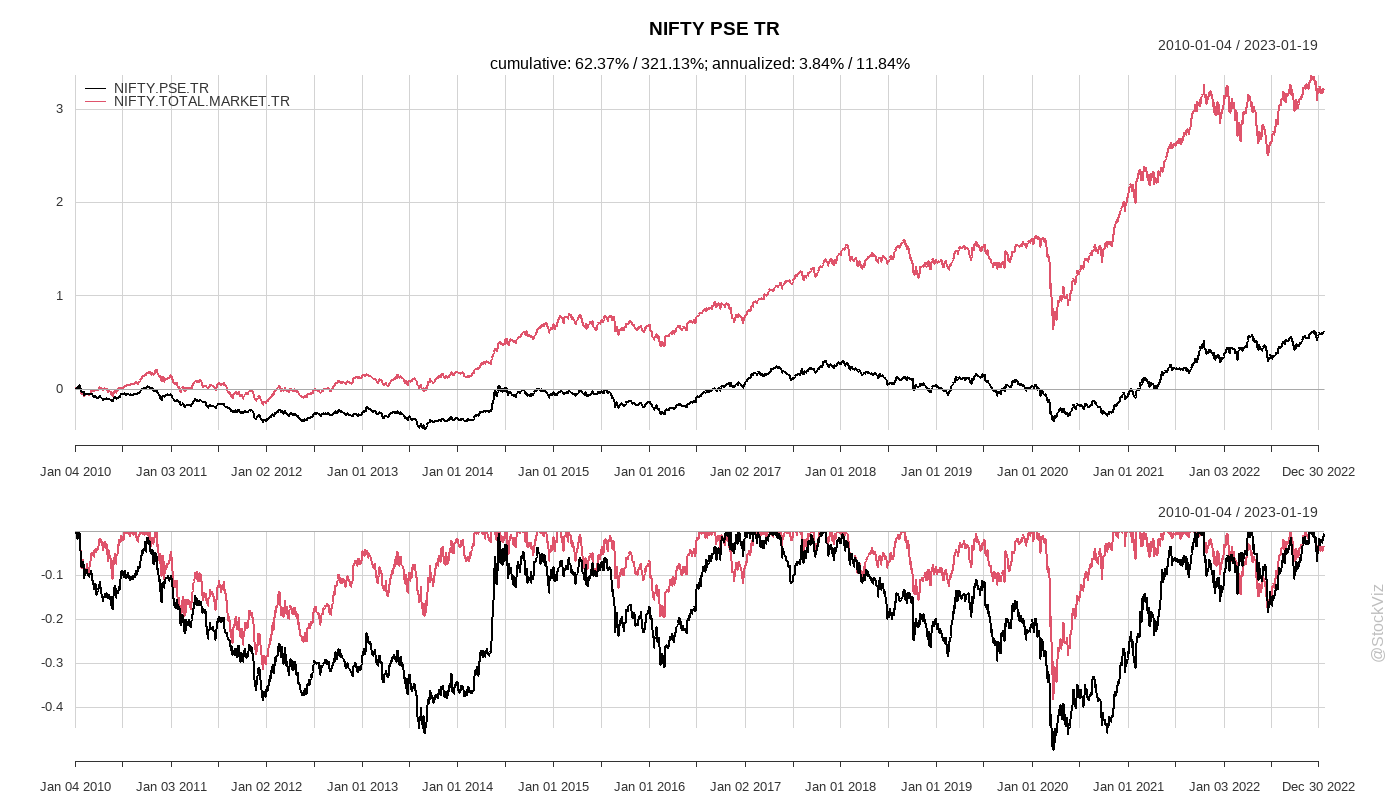 NIFTY PSE TR
2010-01-04 / 2023-01-19
cumulative: 62.37% / 321.13%; annualized: 3.84% / 11.84%
NIFTY.PSE.TR
NIFTY.TOTAL.MARKET.TR
3
2
1
0
Jan 04 2010 Jan 03 2011 Jan 02 2012 Jan 01 2013 Jan 01 2014 Jan 01 2015 Jan 01 2016 Jan 02 2017 Jan 01 2018 Jan 01 2019 Jan 01 2020 Jan 01 2021 Jan 03 2022 Dec 30 2022
2010-01-04 / 2023-01-19
-0.1
-0.2
-0.3
-0.4
Jan 04 2010 Jan 03 2011 Jan 02 2012 Jan 01 2013 Jan 01 2014 Jan 01 2015 Jan 01 2016 Jan 02 2017 Jan 01 2018 Jan 01 2019 Jan 01 2020 Jan 01 2021 Jan 03 2022 Dec 30 2022
@StockViz